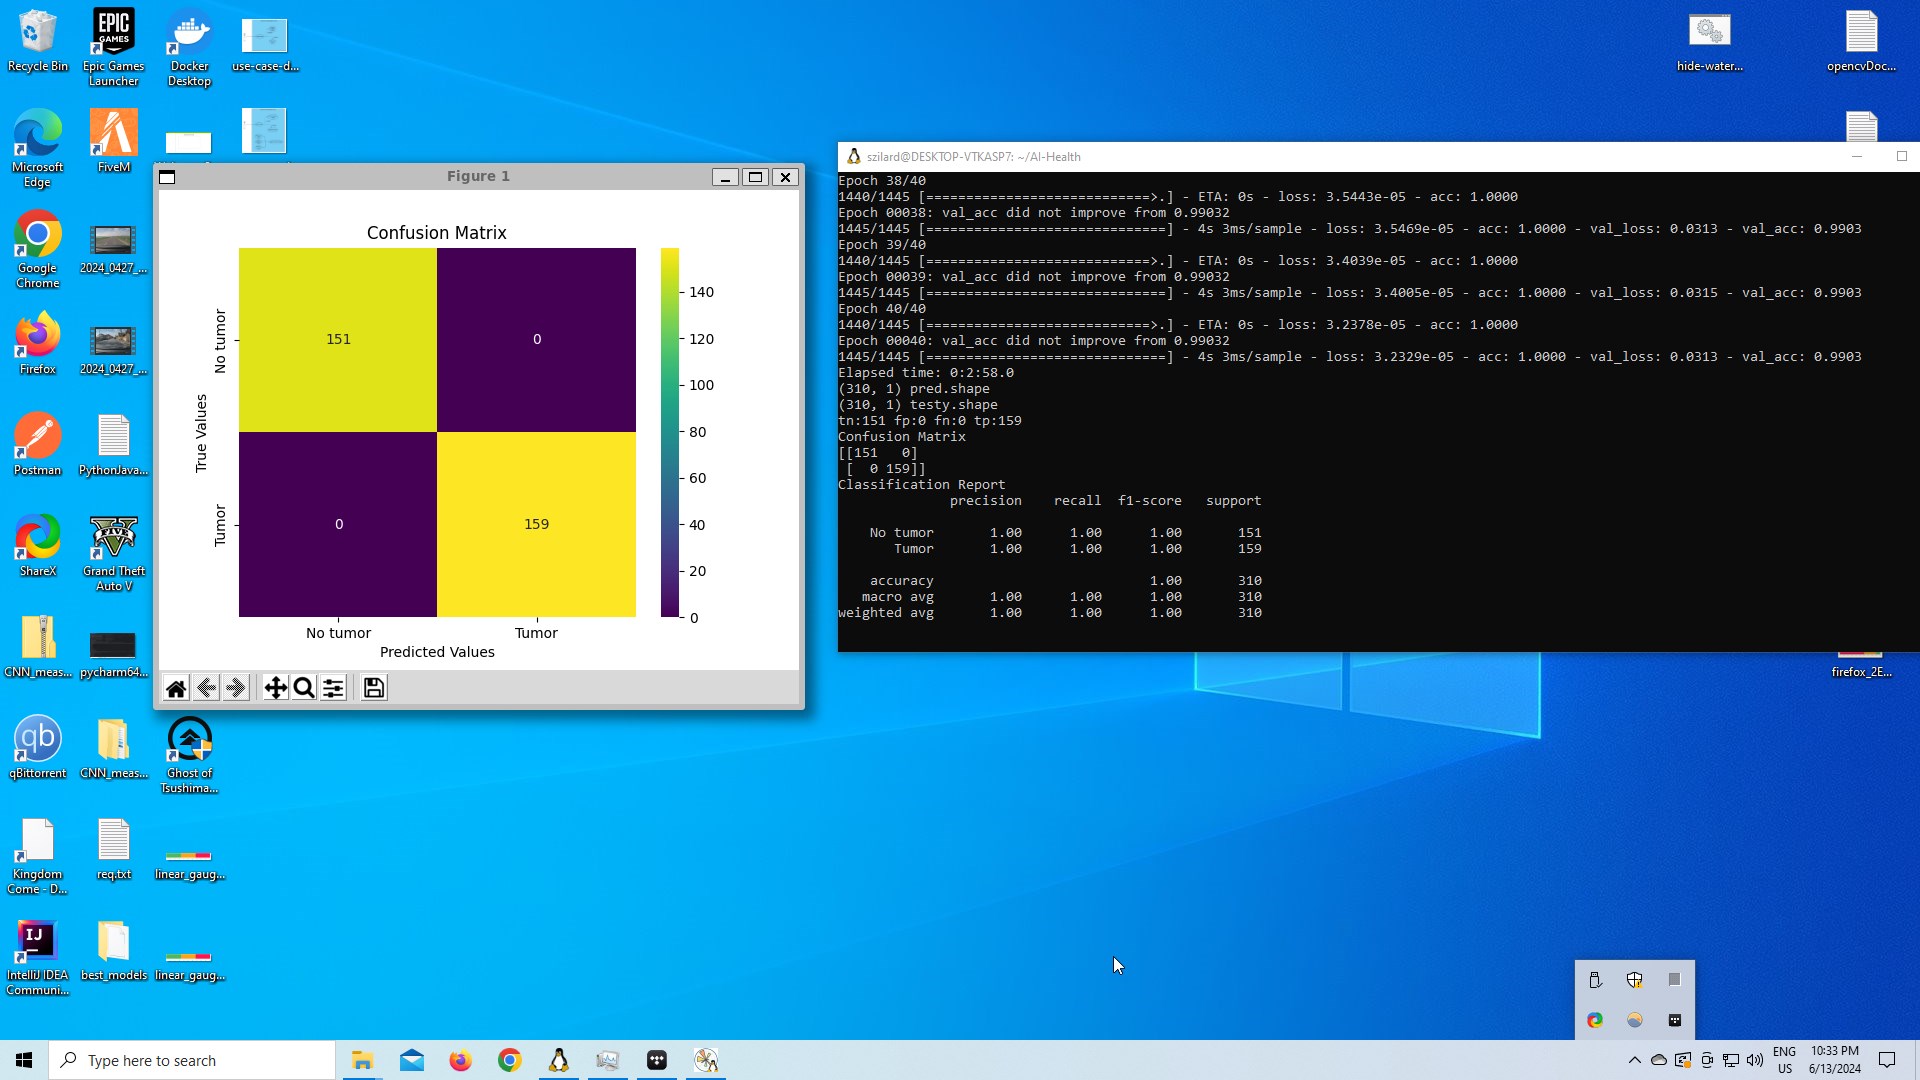 Recycle Bin
Epic Games
Launcher
Docker
Desktop
use-case-d...
hide-water...
opencvDoc...
EPIC
GAMES
Microsoft
Edge
FiveM
Google
Chrome
2024_0427_...
Firefox
2024_0427_...
Postman
PythonJava...
ShareX
Grand Theft
Auto V
CNN_meas...
pycharm64...
qb
qBittorrent
CNN_meas...
Ghost of
Tsushima...
Kingdom
Come - D...
req.txt
linear_gaug...
IJ
IntelliJ IDEA
Communi...
best_models
linear_gaug...
firefox_2E...
Figure 1
Confusion Matrix
True Values
No tumor
Tumor
151
0
0
159
No tumor
Tumor
Predicted Values
140
120
100
80
60
40
20
0
szilard@DESKTOP-VTKASP7: ~/AI-Health
Epoch 38/40
1440/1445 [============================>.] - ETA: 0s - loss: 3.5443e-05 - acc: 1.0000
Epoch 00038: val_acc did not improve from 0.99032
1445/1445 [==============================] - 4s 3ms/sample - loss: 3.5469e-05 - acc: 1.0000 - val_loss: 0.0313 - val_acc: 0.9903
Epoch 39/40
1440/1445 [============================>.] - ETA: 0s - loss: 3.4039e-05 - acc: 1.0000
Epoch 00039: val_acc did not improve from 0.99032
1445/1445 [==============================] - 4s 3ms/sample - loss: 3.4005e-05 - acc: 1.0000 - val_loss: 0.0315 - val_acc: 0.9903
Epoch 40/40
1440/1445 [============================>.] - ETA: 0s - loss: 3.2378e-05 - acc: 1.0000
Epoch 00040: val_acc did not improve from 0.99032
1445/1445 [==============================] - 4s 3ms/sample - loss: 3.2329e-05 - acc: 1.0000 - val_loss: 0.0313 - val_acc: 0.9903
Elapsed time: 0:2:58.0
(310, 1) pred.shape
(310, 1) testy.shape
tn:151 fp:0 fn:0 tp:159
Confusion Matrix
[[151   0]
 [  0 159]]
Classification Report
precision recall f1-score support
No tumor 1.00 1.00 1.00 151
Tumor 1.00 1.00 1.00 159
accuracy 1.00 310
macro avg 1.00 1.00 1.00 310
weighted avg 1.00 1.00 1.00 310
Type here to search
ENG
US
10:33 PM
6/13/2024